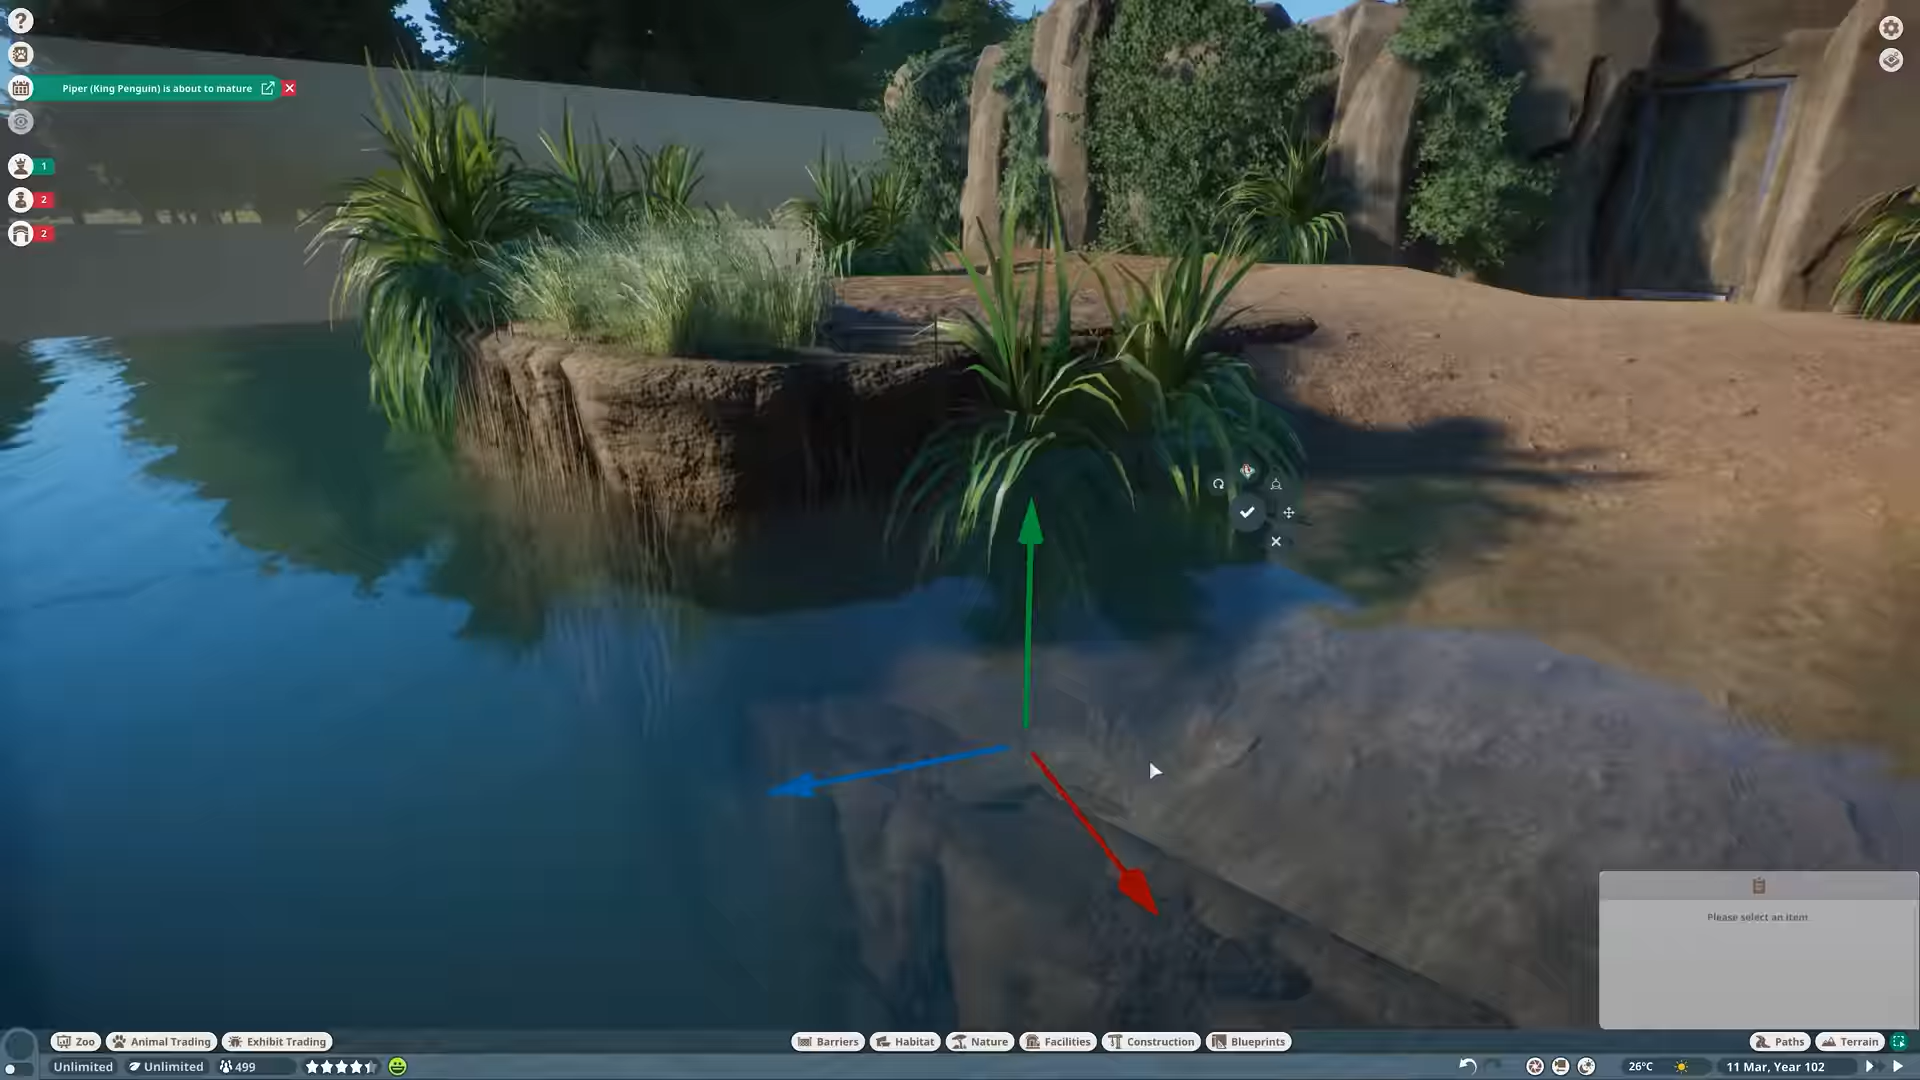 ?
Piper (King Penguin) is about to mature
1
2
2
Please select an item.
Zoo
Animal Trading
Exhibit Trading
Barriers
Habitat
Nature
Facilities
Construction
Blueprints
Paths
Terrain
Unlimited
Unlimited
499
26°C
11 Mar, Year 102